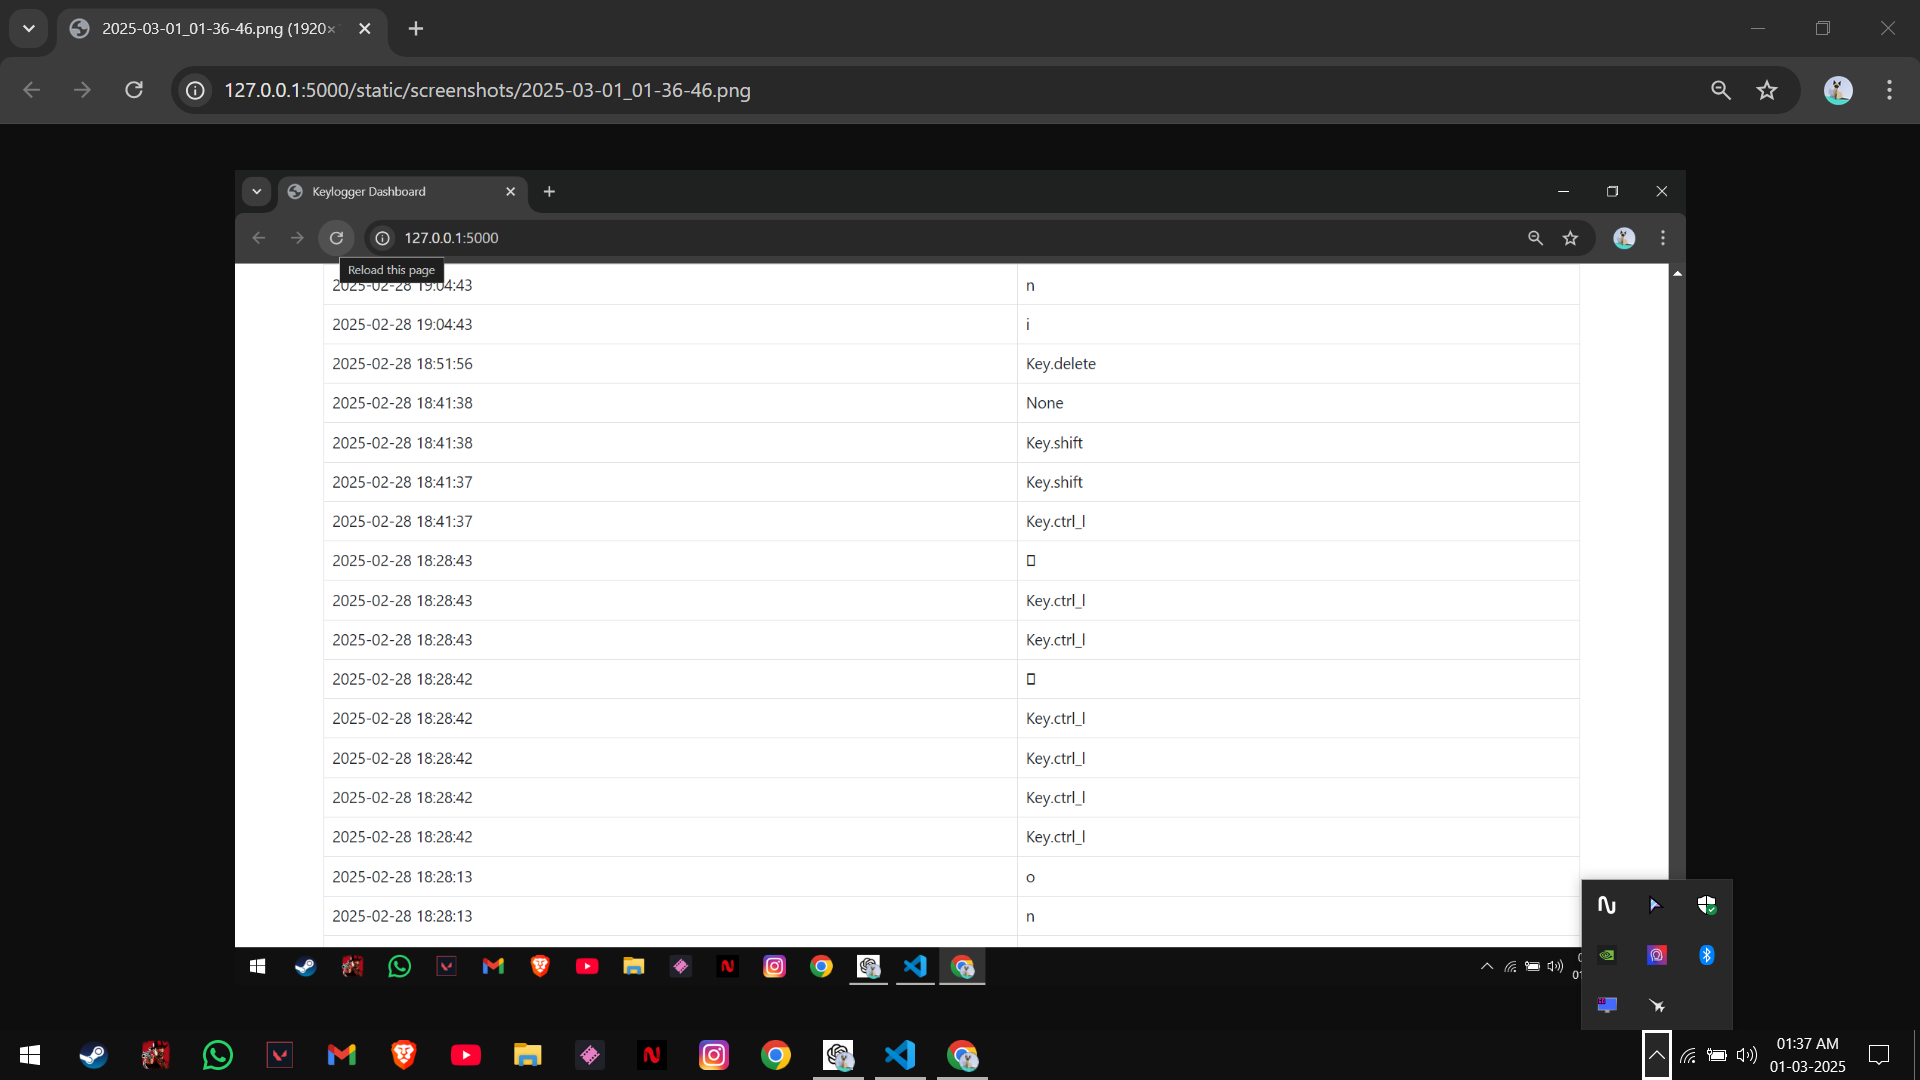 2025-03-01_01-36-46.png (1920×
127.0.0.1:5000/static/screenshots/2025-03-01_01-36-46.png
Keylogger Dashboard
127.0.0.1:5000
Reload this page
2025-02-28 19:04:43 n
2025-02-28 19:04:43 i
2025-02-28 18:51:56 Key.delete
2025-02-28 18:41:38 None
2025-02-28 18:41:38 Key.shift
2025-02-28 18:41:37 Key.shift
2025-02-28 18:41:37 Key.ctrl_l
2025-02-28 18:28:43 
2025-02-28 18:28:43 Key.ctrl_l
2025-02-28 18:28:43 Key.ctrl_l
2025-02-28 18:28:42 
2025-02-28 18:28:42 Key.ctrl_l
2025-02-28 18:28:42 Key.ctrl_l
2025-02-28 18:28:42 Key.ctrl_l
2025-02-28 18:28:42 Key.ctrl_l
2025-02-28 18:28:13 o
2025-02-28 18:28:13 n
01:37 AM
01-03-2025